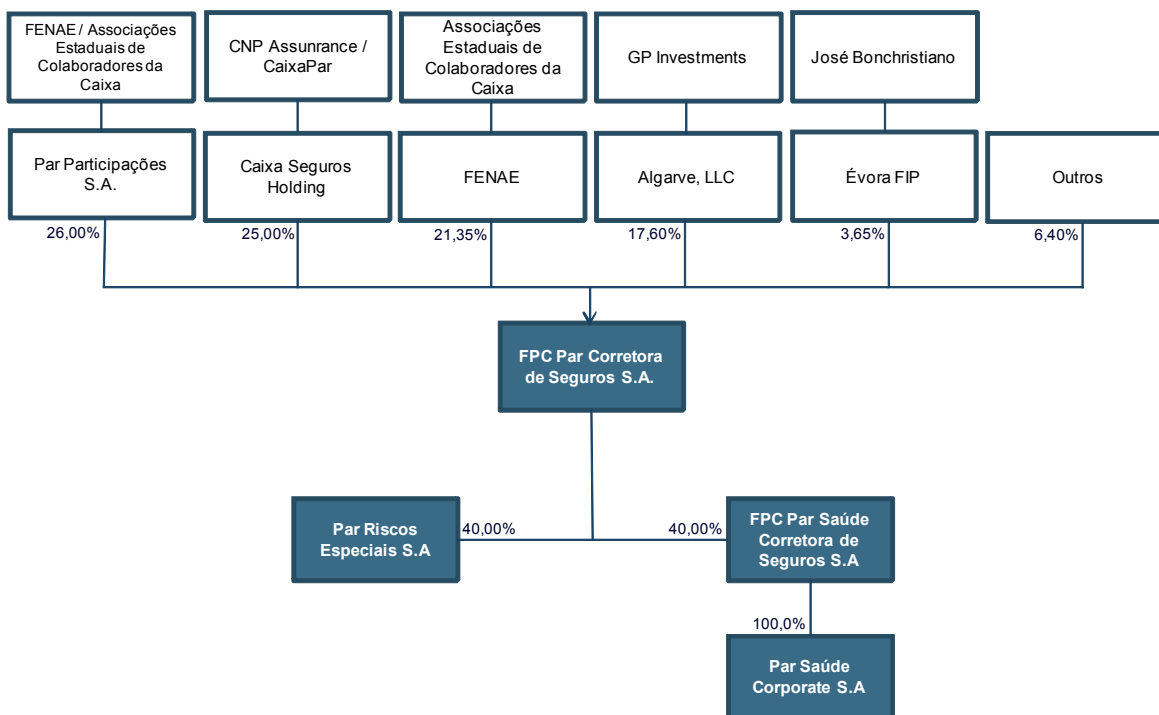 FENAE / Associações
Estaduais de
Colaboradores da
Caixa
CNP Assunrance /
CaixaPar
Associações
Estaduais de
Colaboradores da
Caixa
GP Investments
José Bonchristiano
Par Participações
S.A.
Caixa Seguros
Holding
FENAE
Algarve, LLC
Évora FIP
Outros
26,00%
25,00%
21,35%
17,60%
3,65%
6,40%
FPC Par Corretora
de Seguros S.A.
Par Riscos
Especiais S.A
40,00%
40,00%
FPC Par Saúde
Corretora de
Seguros S.A
100,0%
Par Saúde
Corporate S.A